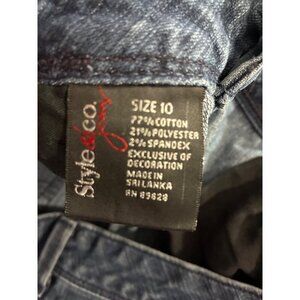 Style&co.
jeans
SIZE 10
77% COTTON
21% POLYESTER
2% SPANDEX
EXCLUSIVE OF
DECORATION
MADE IN
SRI LANKA
RN 89828